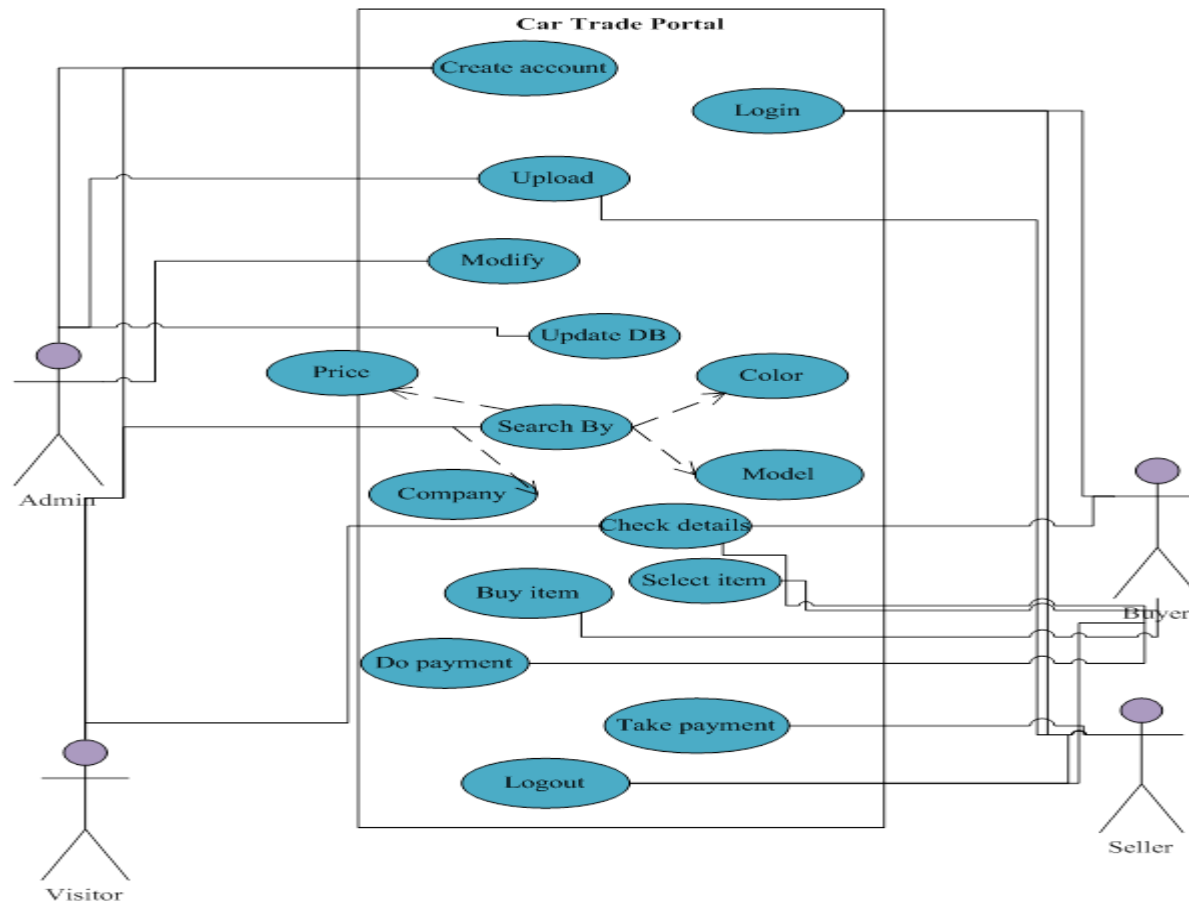 Car Trade Portal
Create account
Login
Upload
Modify
Update DB
Price
Color
Search By
Model
Company
Admin
Check details
Select item
Buy item
Buyer
Do payment
Take payment
Logout
Seller
Visitor